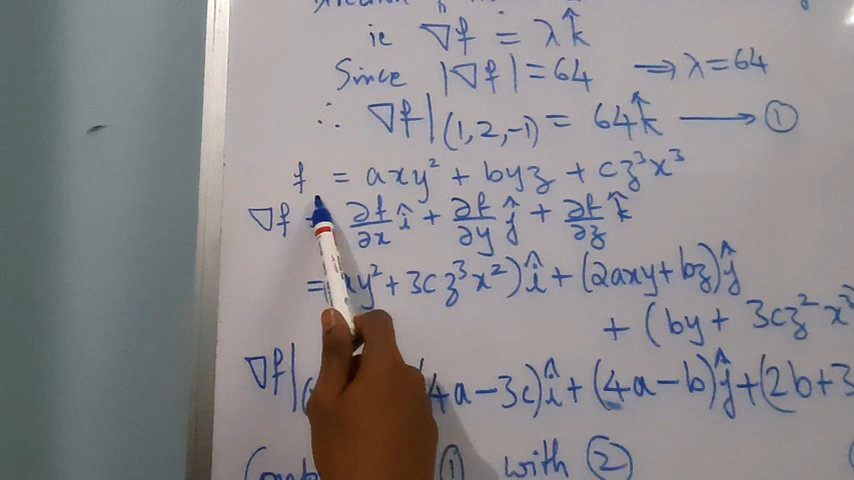 ie ∇f = λk̂
Since |∇f| = 64 ⟹ λ = 64
∴ ∇f|(1,2,-1) = 64k̂ ⟶ ①
f = axy² + byz + cz³x³
∇f = ∂f/∂x î + ∂f/∂y ĵ + ∂f/∂z k̂
= y² + 3cz³x²)î + (2axy + bz)ĵ
+ (by + 3cz²x³
∇f| (4a - 3c)î + (4a - b)ĵ + (2b + 3
① with ②